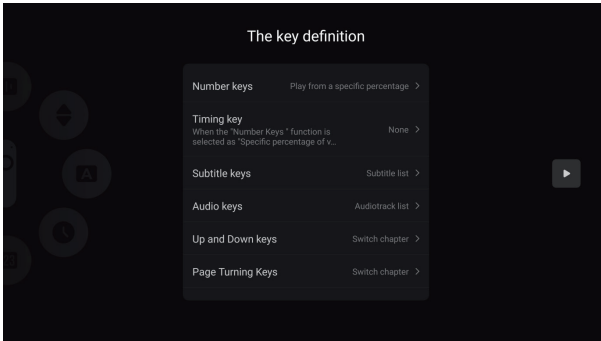 The key definition
Number keys Play from a specific percentage >
Timing key
When the "Number Keys " function is
selected as "Specific percentage of v...
None >
Subtitle keys Subtitle list >
Audio keys Audiotrack list >
Up and Down keys Switch chapter >
Page Turning Keys Switch chapter >
A